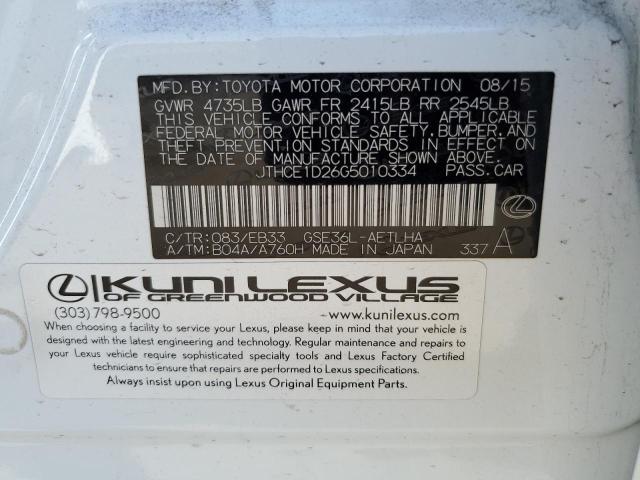 MFD. BY: TOYOTA MOTOR CORPORATION 08/15
GVWR 4735LB GAWR FR 2415LB RR 2545LB
THIS VEHICLE CONFORMS TO ALL APPLICABLE
FEDERAL MOTOR VEHICLE SAFETY, BUMPER, AND
THEFT PREVENTION STANDARDS IN EFFECT ON
THE DATE OF MANUFACTURE SHOWN ABOVE.
JTHCE1D26G5010334 PASS.CAR
C/TR: 083/EB33 GSE36L-AETLHA
A/TM: B04A/A760H MADE IN JAPAN 337 A
KUNI LEXUS
OF GREENWOOD VILLAGE
(303) 798-9500 www.kunilexus.com
When choosing a facility to service your Lexus, please keep in mind that your vehicle is
designed with the latest engineering and technology. Regular maintenance and repairs to
your Lexus vehicle require sophisticated specialty tools and Lexus Factory Certified
technicians to ensure that repairs are performed to Lexus specifications.
Always insist upon using Lexus Original Equipment Parts.